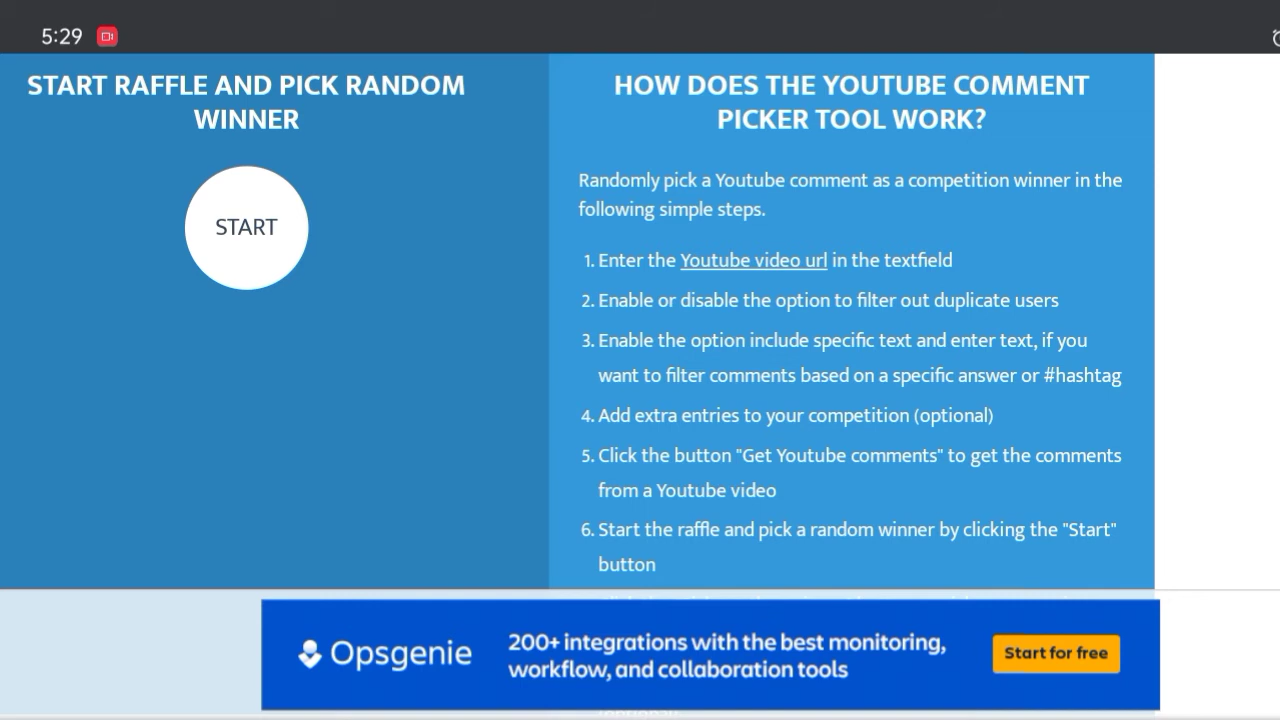 5:29
START RAFFLE AND PICK RANDOM
WINNER
START
HOW DOES THE YOUTUBE COMMENT
PICKER TOOL WORK?
Randomly pick a Youtube comment as a competition winner in the
following simple steps.
1. Enter the Youtube video url in the textfield
2. Enable or disable the option to filter out duplicate users
3. Enable the option include specific text and enter text, if you
want to filter comments based on a specific answer or #hashtag
4. Add extra entries to your competition (optional)
5. Click the button "Get Youtube comments" to get the comments
from a Youtube video
6. Start the raffle and pick a random winner by clicking the "Start"
button
Opsgenie
200+ integrations with the best monitoring,
workflow, and collaboration tools
Start for free